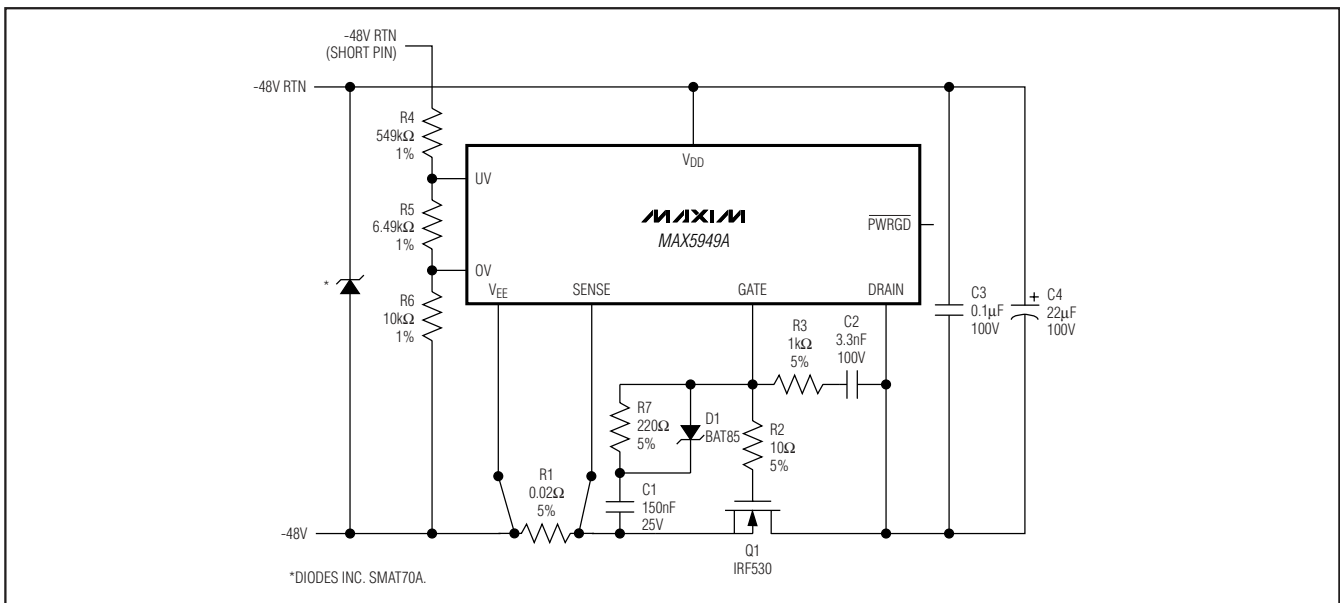 -48V RTN
(SHORT PIN)
-48V RTN
R4
549kΩ
1%
UV
VDD
MAXIM
MAX5949A
PWRGD
R5
6.49kΩ
1%
OV
*
R6
10kΩ
1%
VEE
SENSE
GATE
DRAIN
C3
0.1µF
100V
+
C4
22µF
100V
R3
1kΩ
5%
C2
3.3nF
100V
R7
220Ω
5%
D1
BAT85
R2
10Ω
5%
R1
0.02Ω
5%
C1
150nF
25V
-48V
Q1
IRF530
*DIODES INC. SMAT70A.